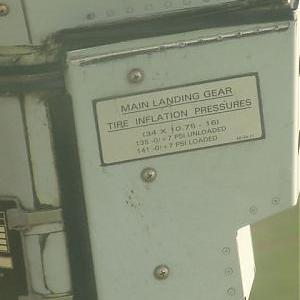 MAIN LANDING GEAR
TIRE INFLATION PRESSURES
(34 X 10.75 - 16)
135 -0/+7 PSI UNLOADED
141 -0/+7 PSI LOADED